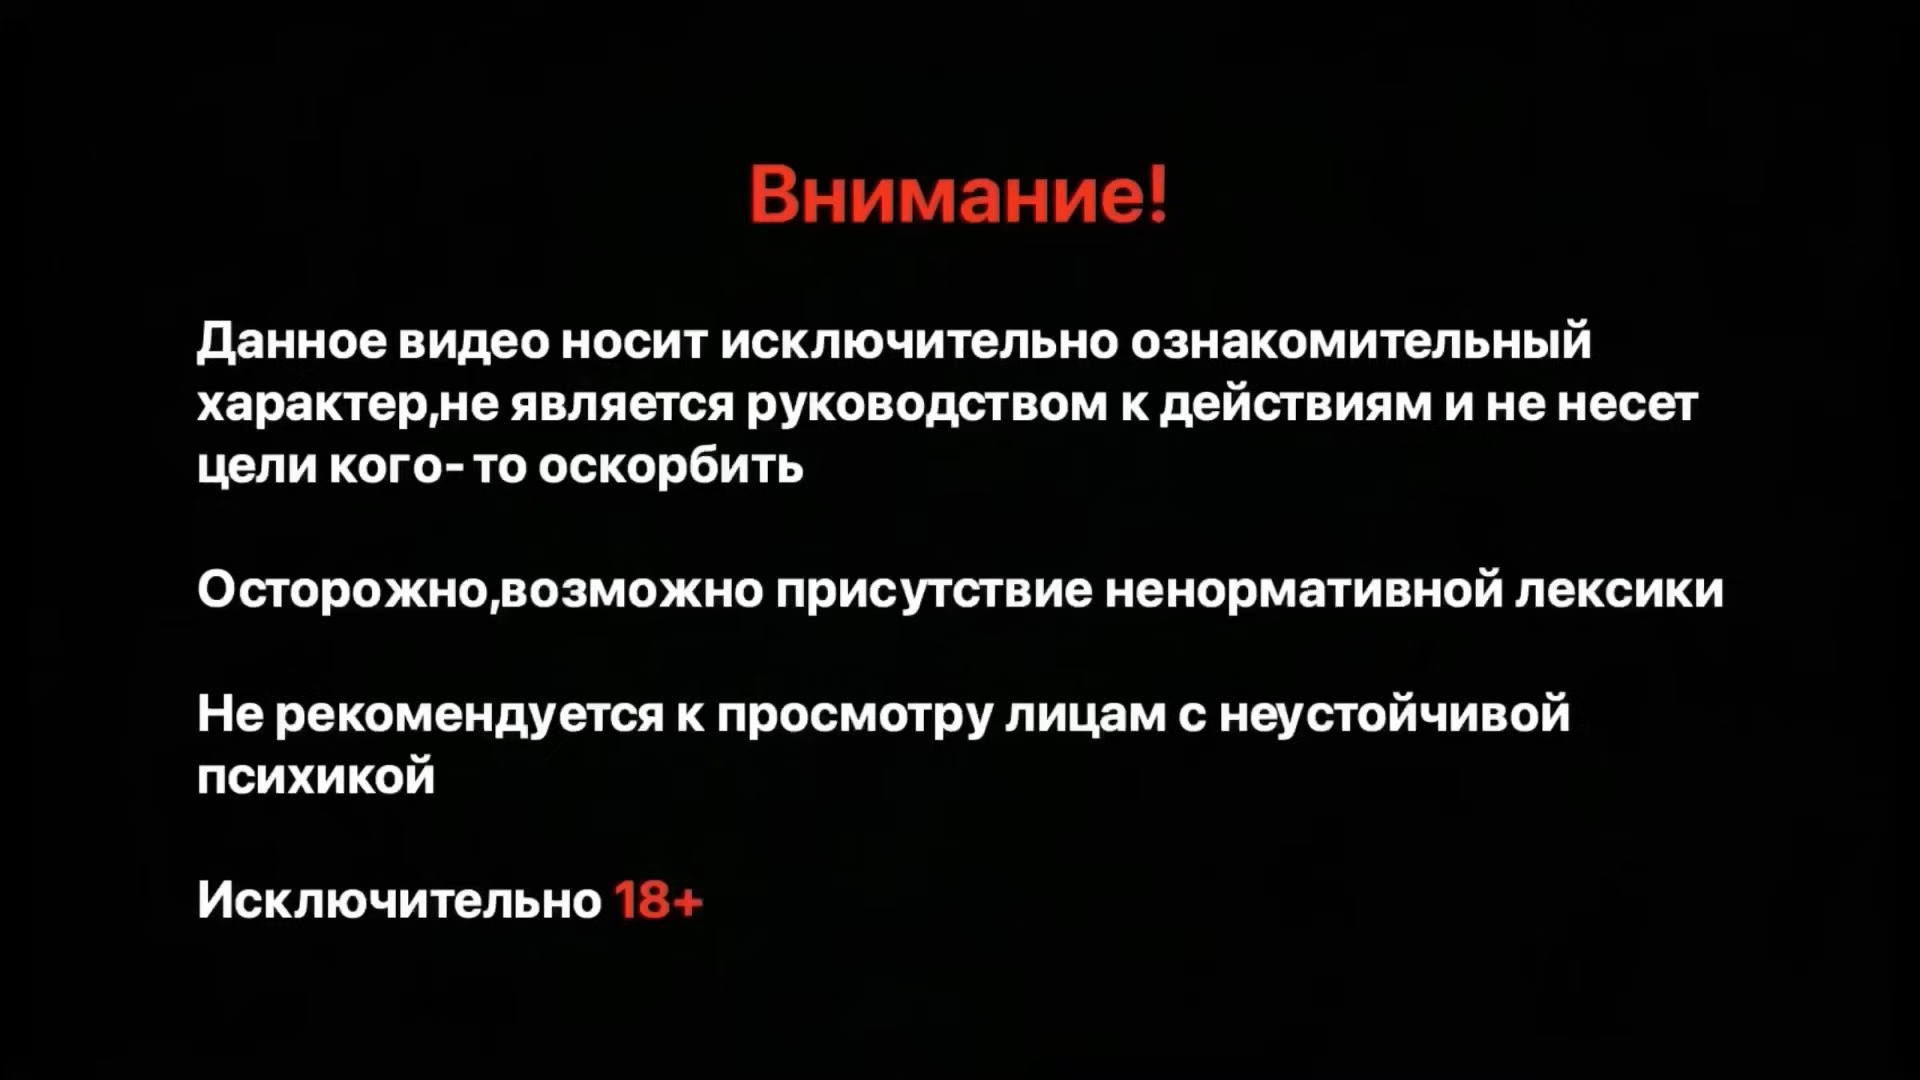 Внимание!
Данное видео носит исключительно ознакомительный
характер,не является руководством к действиям и не несет
цели кого- то оскорбить
Осторожно,возможно присутствие ненормативной лексики
Не рекомендуется к просмотру лицам с неустойчивой
психикой
Исключительно 18+